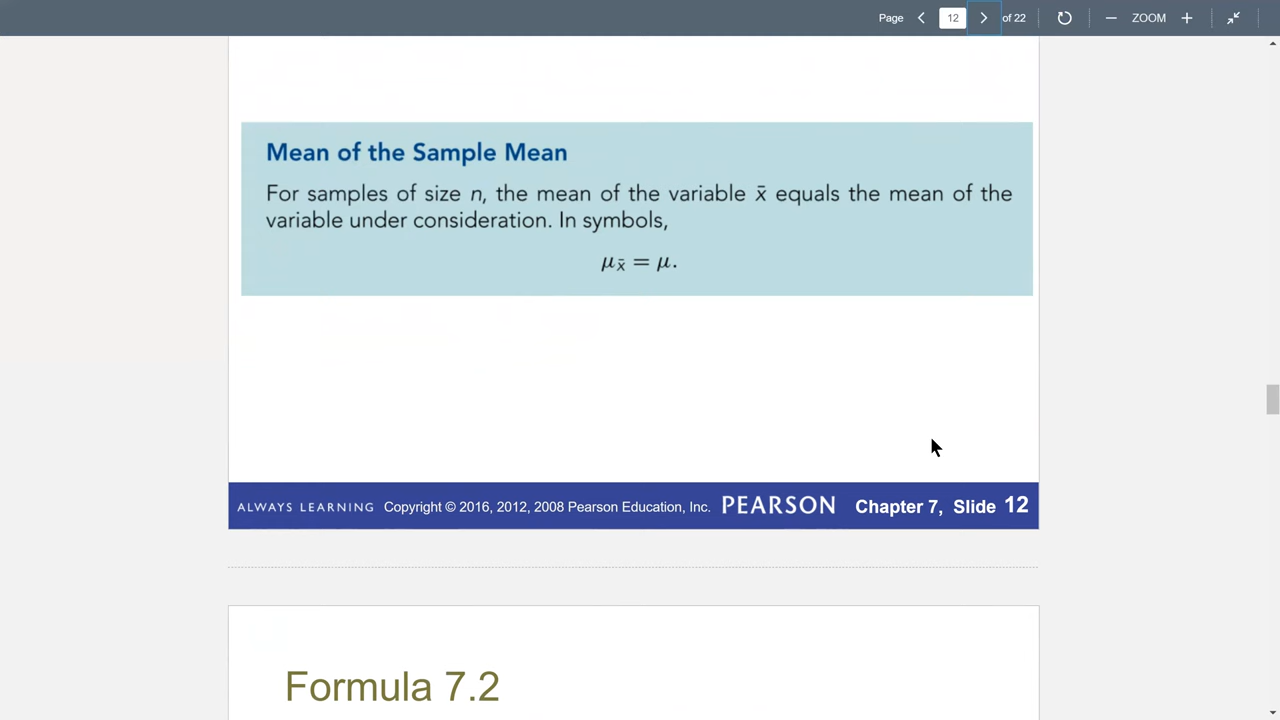 Page 12 of 22 ZOOM
Mean of the Sample Mean
For samples of size n, the mean of the variable x̄ equals the mean of the
variable under consideration. In symbols,
μx̄ = μ.
ALWAYS LEARNING Copyright © 2016, 2012, 2008 Pearson Education, Inc. PEARSON Chapter 7, Slide 12
Formula 7.2